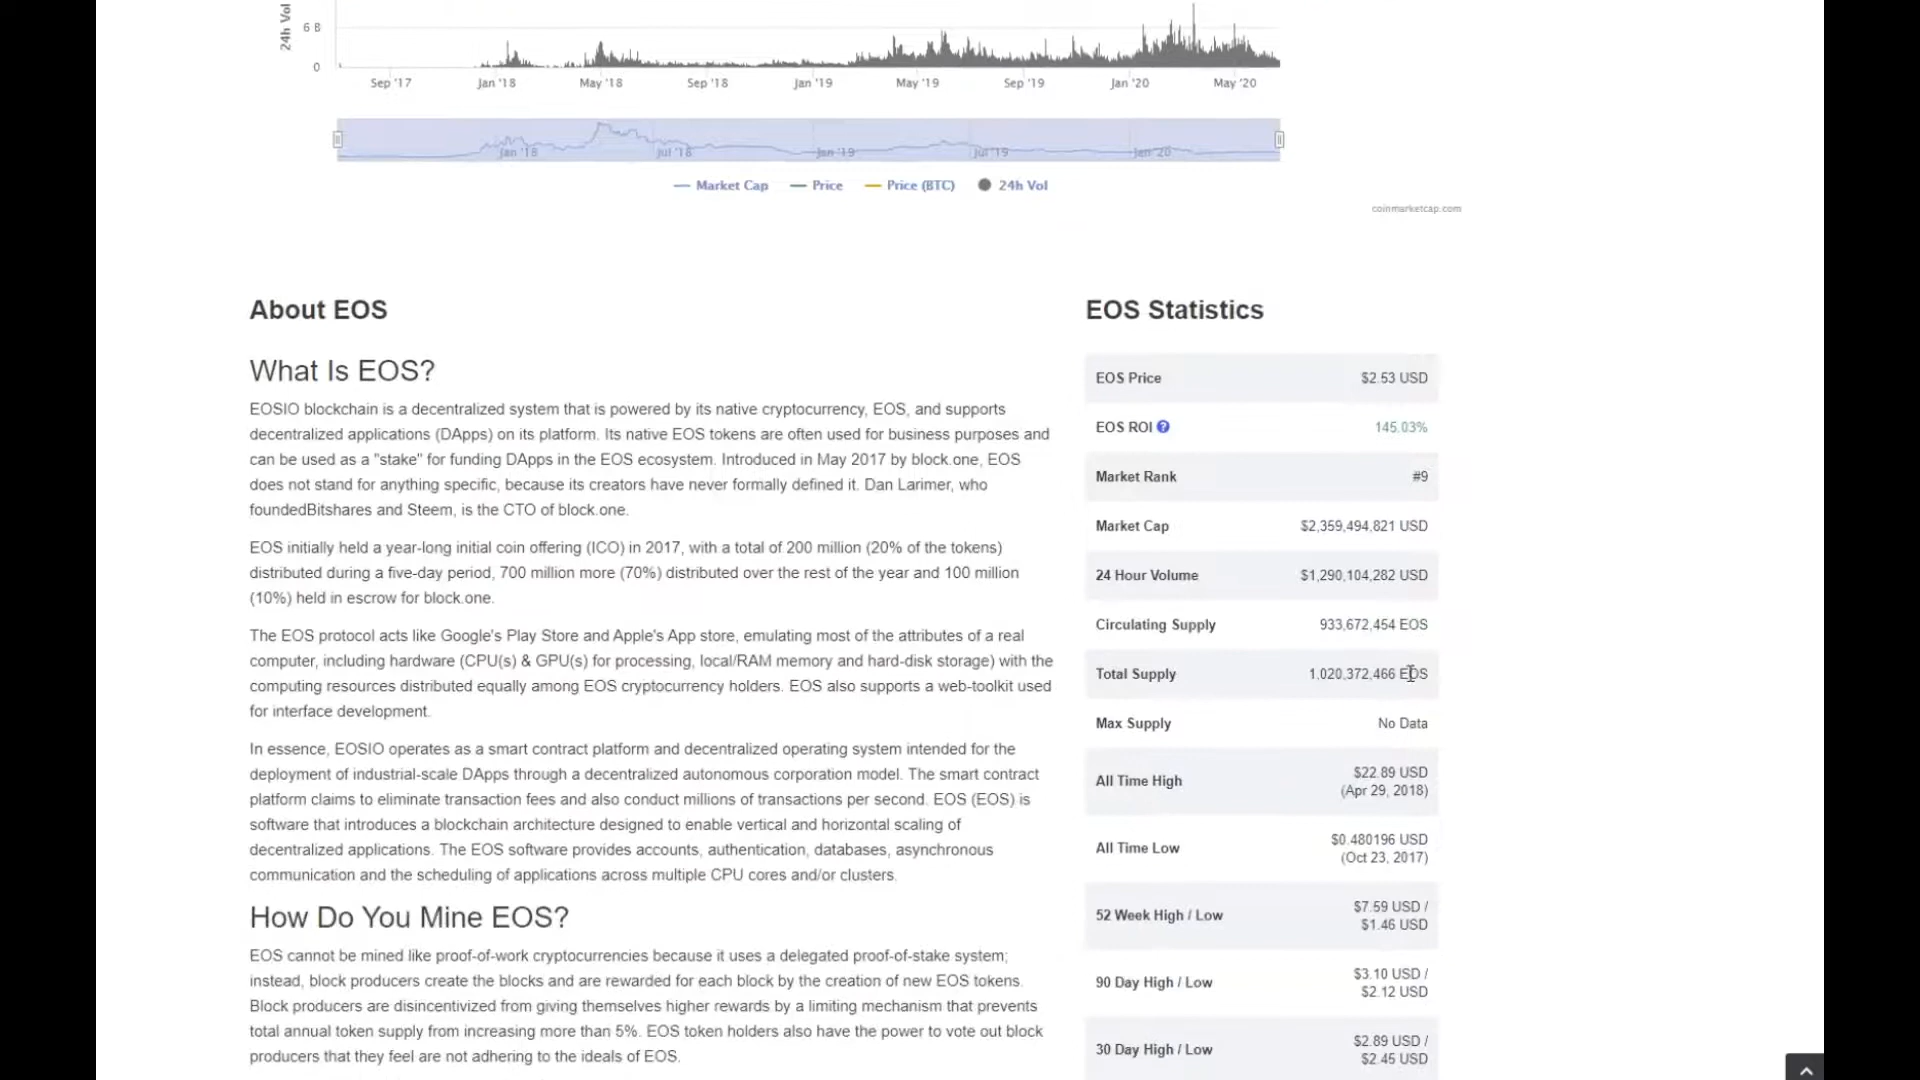 24h Vol
6 B
0
Sep '17 Jan '18 May '18 Sep '18 Jan '19 May '19 Sep '19 Jan '20 May '20
Jan '18 Jul '18 Jan '19 Jul '19 Jan '20
Market Cap Price Price (BTC) 24h Vol
coinmarketcap.com
About EOS
What Is EOS?
EOSIO blockchain is a decentralized system that is powered by its native cryptocurrency, EOS, and supports
decentralized applications (DApps) on its platform. Its native EOS tokens are often used for business purposes and
can be used as a "stake" for funding DApps in the EOS ecosystem. Introduced in May 2017 by block.one, EOS
does not stand for anything specific, because its creators have never formally defined it. Dan Larimer, who
foundedBitshares and Steem, is the CTO of block.one.
EOS initially held a year-long initial coin offering (ICO) in 2017, with a total of 200 million (20% of the tokens)
distributed during a five-day period, 700 million more (70%) distributed over the rest of the year and 100 million
(10%) held in escrow for block.one.
The EOS protocol acts like Google's Play Store and Apple's App store, emulating most of the attributes of a real
computer, including hardware (CPU(s) & GPU(s) for processing, local/RAM memory and hard-disk storage) with the
computing resources distributed equally among EOS cryptocurrency holders. EOS also supports a web-toolkit used
for interface development.
In essence, EOSIO operates as a smart contract platform and decentralized operating system intended for the
deployment of industrial-scale DApps through a decentralized autonomous corporation model. The smart contract
platform claims to eliminate transaction fees and also conduct millions of transactions per second. EOS (EOS) is
software that introduces a blockchain architecture designed to enable vertical and horizontal scaling of
decentralized applications. The EOS software provides accounts, authentication, databases, asynchronous
communication and the scheduling of applications across multiple CPU cores and/or clusters.
How Do You Mine EOS?
EOS cannot be mined like proof-of-work cryptocurrencies because it uses a delegated proof-of-stake system;
instead, block producers create the blocks and are rewarded for each block by the creation of new EOS tokens.
Block producers are disincentivized from giving themselves higher rewards by a limiting mechanism that prevents
total annual token supply from increasing more than 5%. EOS token holders also have the power to vote out block
producers that they feel are not adhering to the ideals of EOS.
EOS Statistics
EOS Price $2.53 USD
EOS ROI ? 145.03%
Market Rank #9
Market Cap $2,359,494,821 USD
24 Hour Volume $1,290,104,282 USD
Circulating Supply 933,672,454 EOS
Total Supply 1,020,372,466 EOS
Max Supply No Data
All Time High $22.89 USD
(Apr 29, 2018)
All Time Low $0.480196 USD
(Oct 23, 2017)
52 Week High / Low $7.59 USD /
$1.46 USD
90 Day High / Low $3.10 USD /
$2.12 USD
30 Day High / Low $2.89 USD /
$2.45 USD